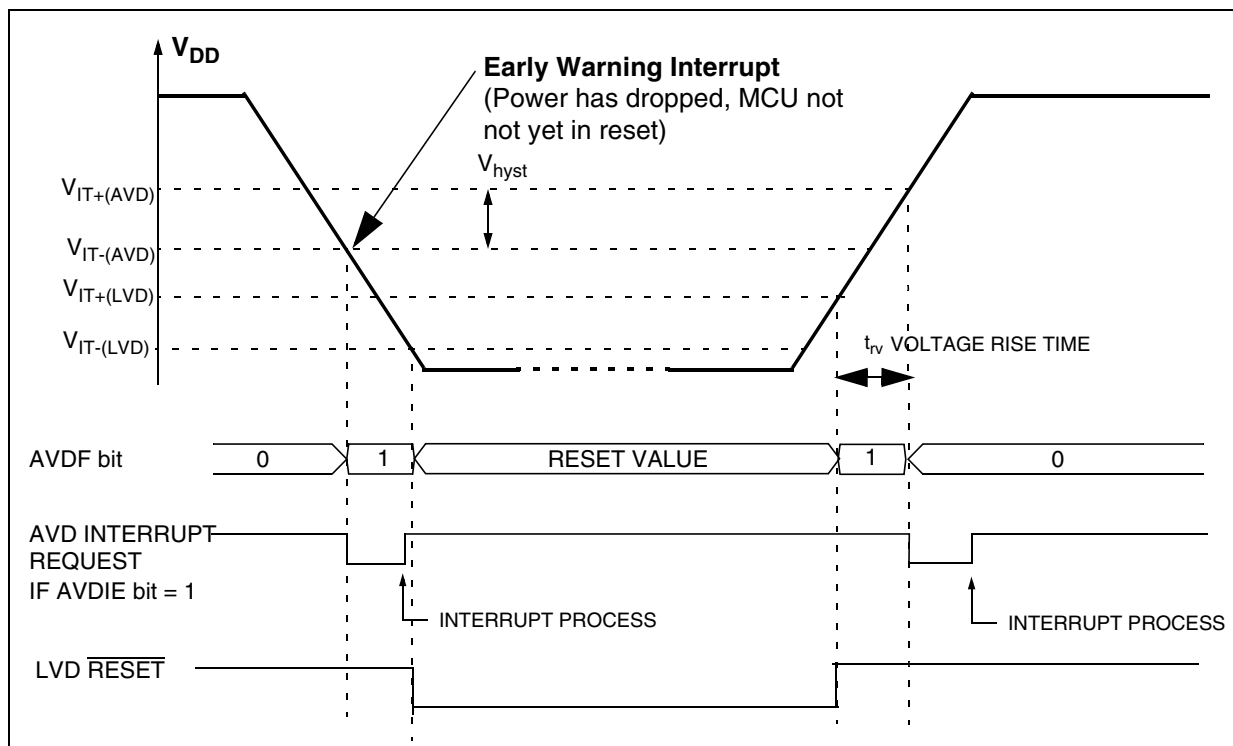 VDD
Early Warning Interrupt
(Power has dropped, MCU not
not yet in reset)
Vhyst
VIT+(AVD)
VIT-(AVD)
VIT+(LVD)
VIT-(LVD)
trv VOLTAGE RISE TIME
AVDF bit
0
1
RESET VALUE
1
0
AVD INTERRUPT
REQUEST
IF AVDIE bit = 1
INTERRUPT PROCESS
INTERRUPT PROCESS
LVD RESET